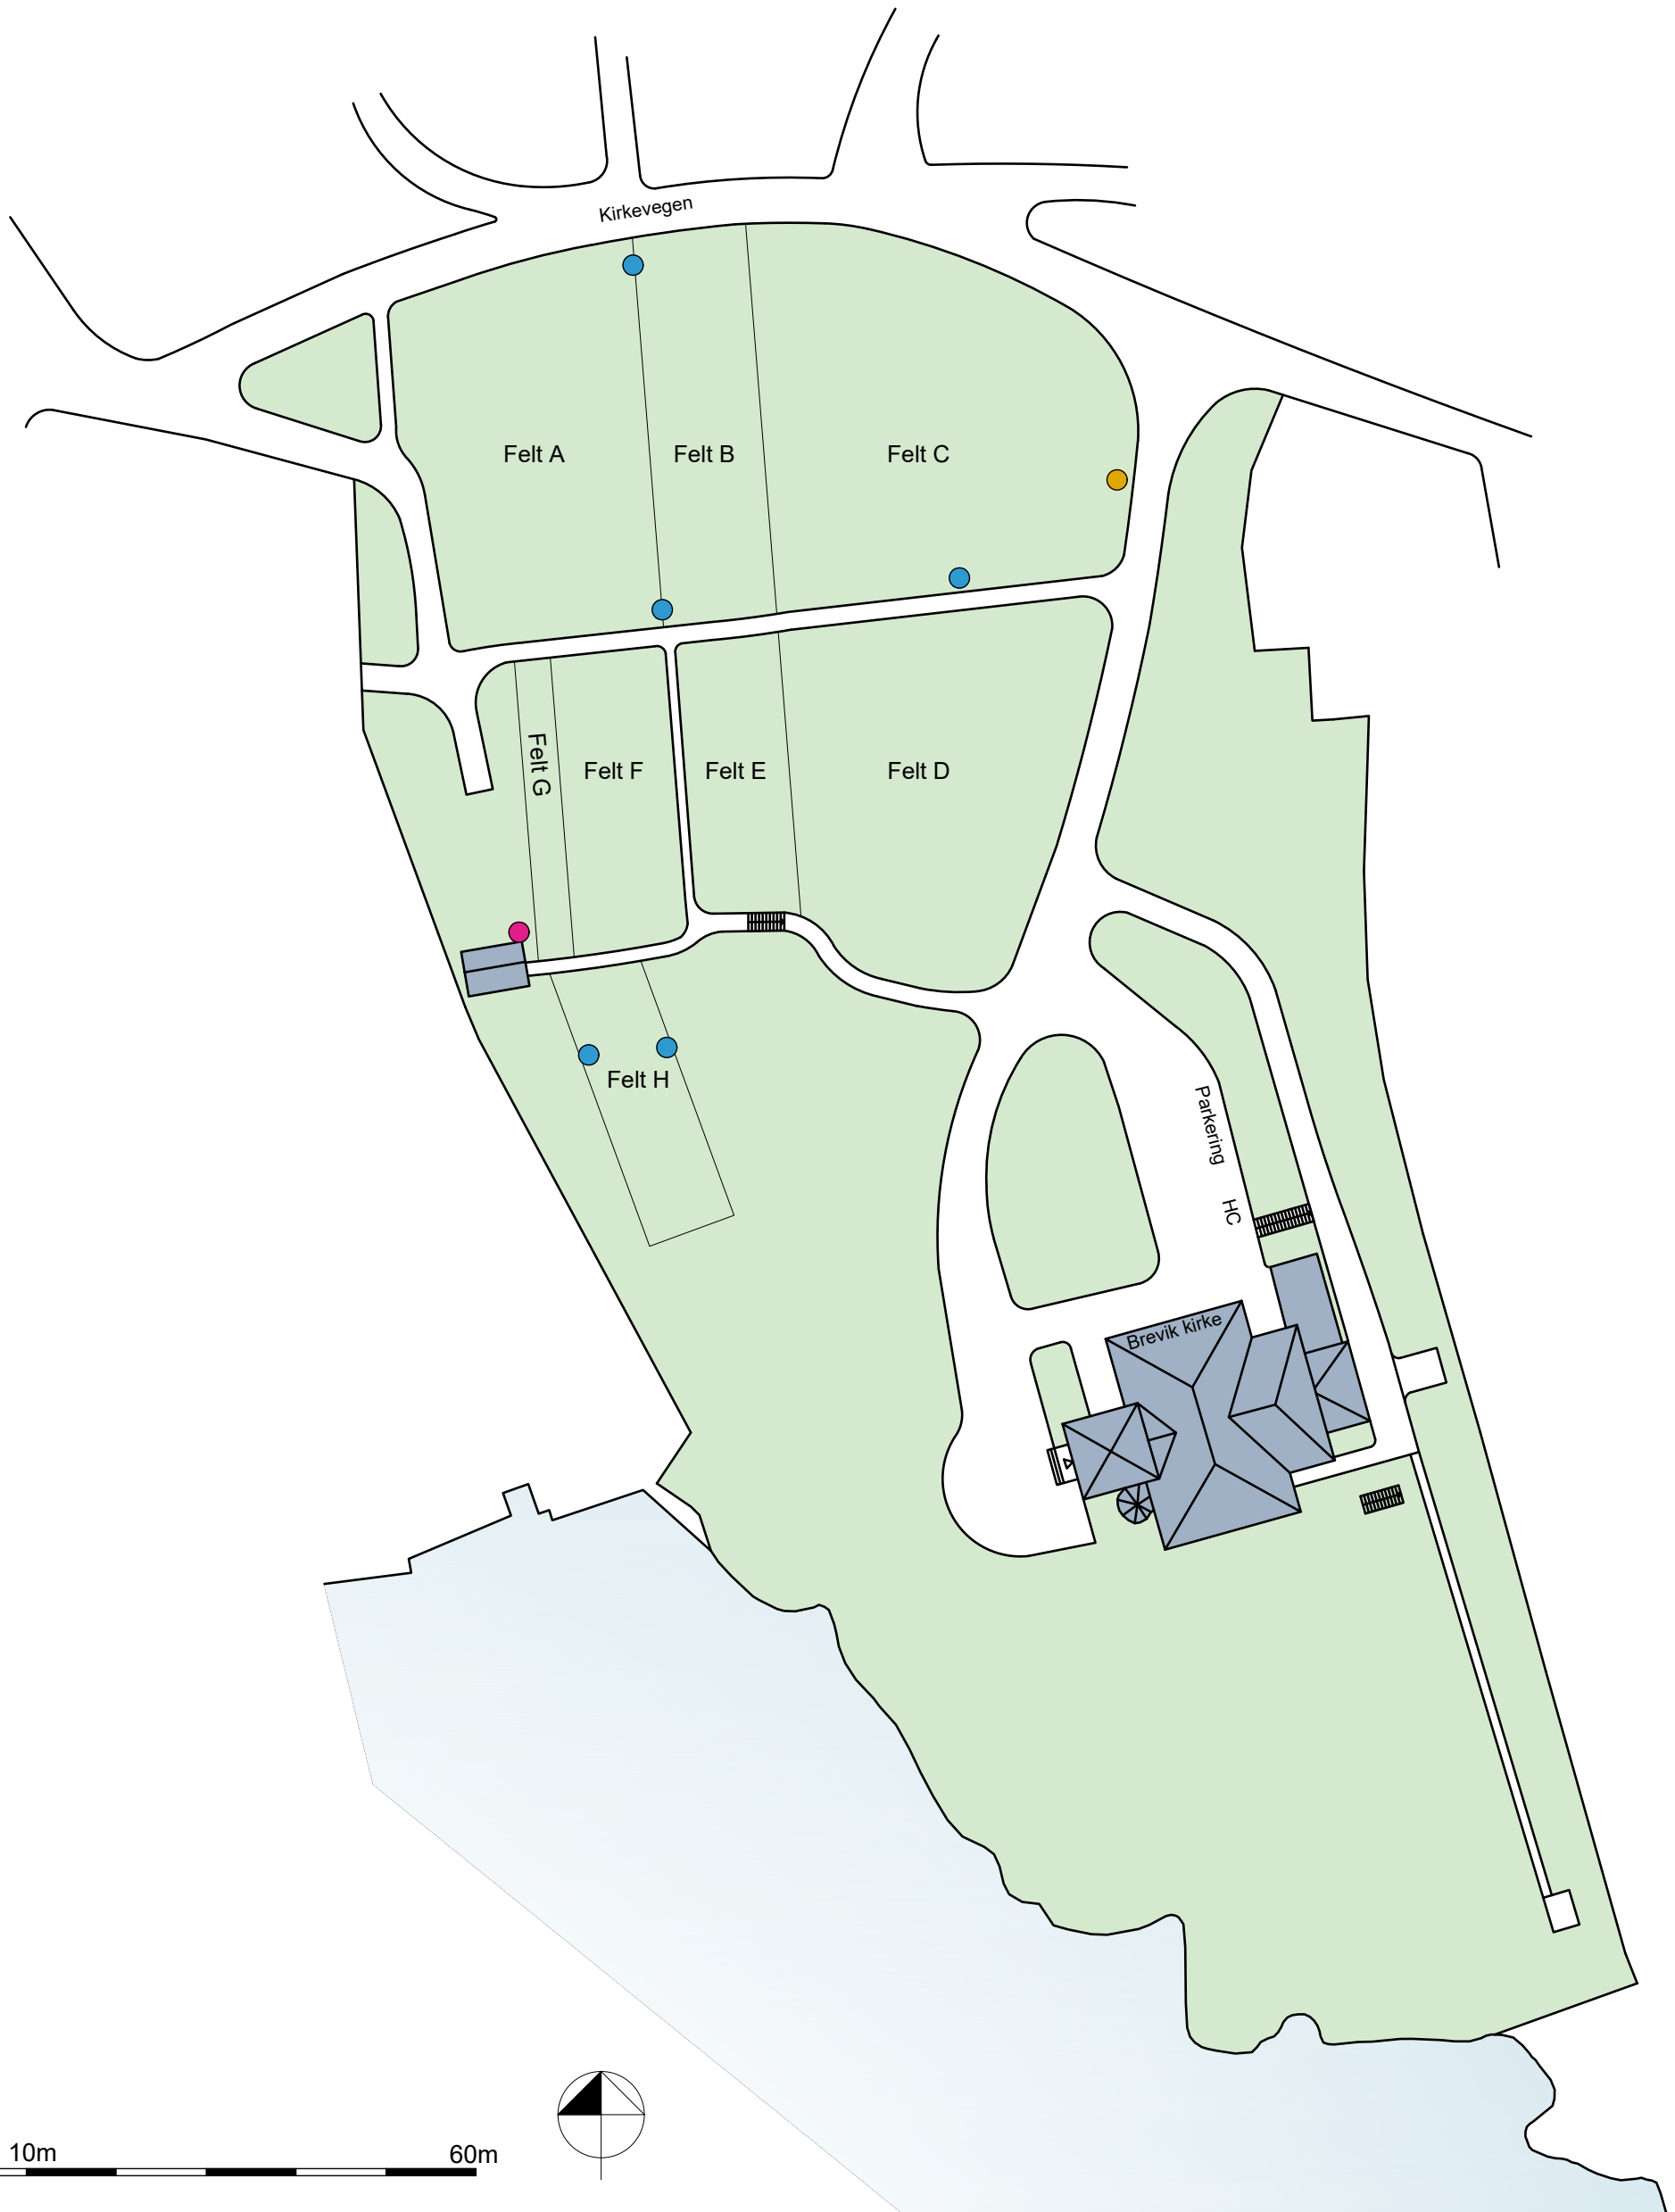 Kirkevegen
Felt A
Felt B
Felt C
Felt G
Felt F
Felt E
Felt D
Felt H
Parkering
HC
Brevik kirke
10m
60m